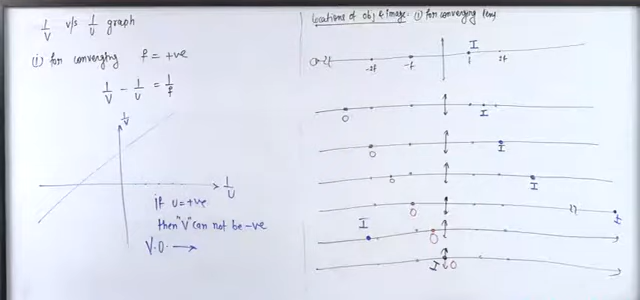 1/V v/s 1/U graph
(i) for converging f = +ve
1/V - 1/U = 1/f
1/V
1/U
if u = +ve
then "V" can not be -ve
V.O. →
Locations of obj & image. (i) for converging lens
I
-2f -f f 2f
O I
O I
O I
O I
I O
I O